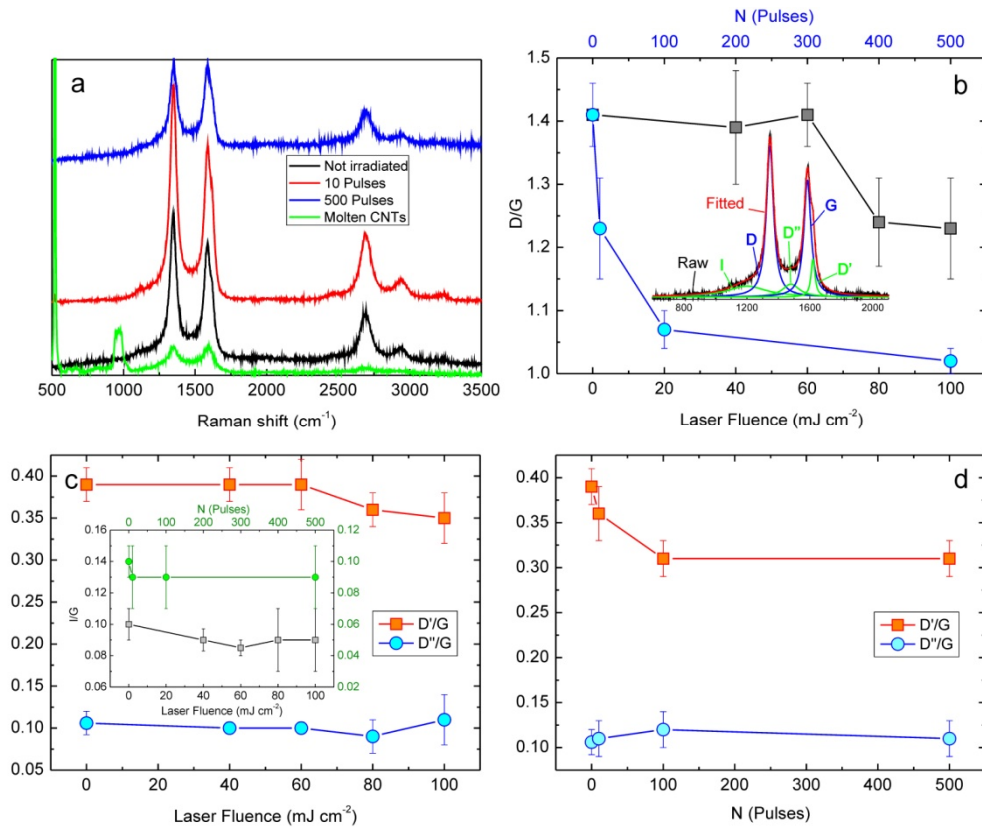 a
Not irradiated
10 Pulses
500 Pulses
Molten CNTs
500 1000 1500 2000 2500 3000 3500
Raman shift (cm⁻¹)
N (Pulses)
0 100 200 300 400 500
b
1.5
1.4
1.3
1.2
1.1
1.0
D/G
Fitted
G
D
D''
D'
I
Raw
800 1200 1600 2000
0 20 40 60 80 100
Laser Fluence (mJ cm⁻²)
c
0.40
0.35
0.30
0.25
0.20
0.15
0.10
0.05
N (Pulses)
0 100 200 300 400 500
0.16
0.14
0.12
0.10
0.08
0.06
I/G
0.12
0.10
0.08
0.06
0.04
0.02
0 20 40 60 80 100
Laser Fluence (mJ cm⁻²)
D'/G
D''/G
0 20 40 60 80 100
Laser Fluence (mJ cm⁻²)
d
0.40
0.35
0.30
0.25
0.20
0.15
0.10
D'/G
D''/G
0 100 200 300 400 500
N (Pulses)